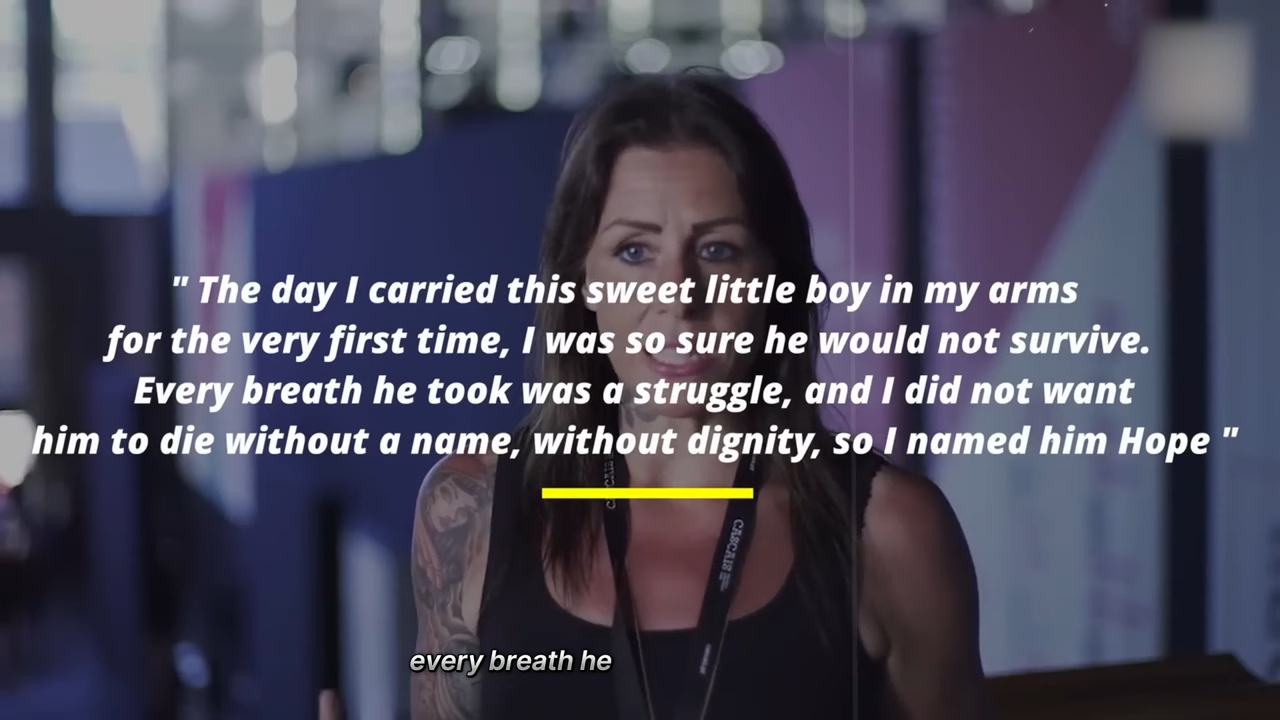 " The day I carried this sweet little boy in my arms
for the very first time, I was so sure he would not survive.
Every breath he took was a struggle, and I did not want
him to die without a name, without dignity, so I named him Hope "
CASCAIS
CASCAIS
every breath he